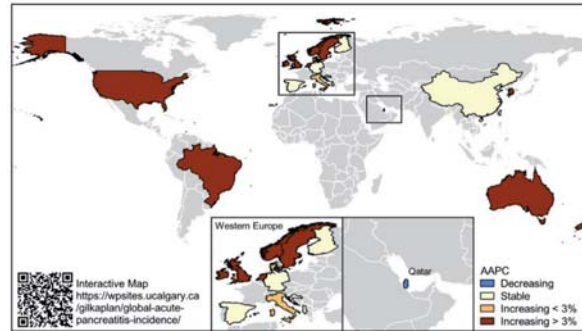 Western Europe
Qatar
AAPC
Decreasing
Stable
Increasing < 3%
Increasing > 3%
Interactive Map
https://wpsites.ucalgary.ca
/gilkaplan/global-acute-
pancreatitis-incidence/